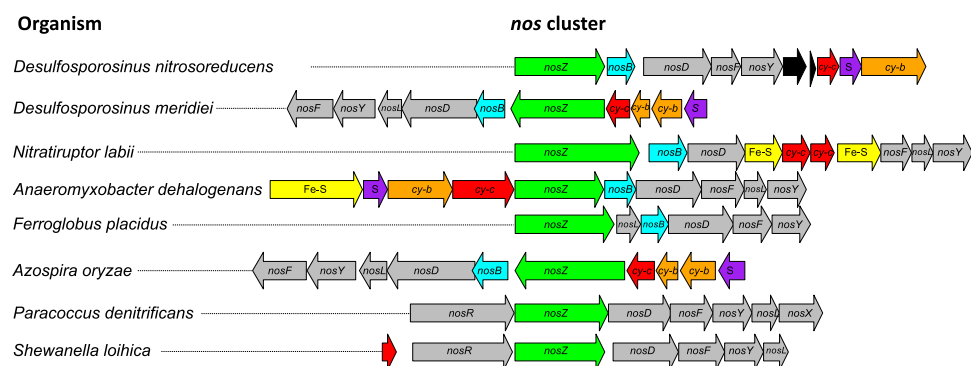 Organism nos cluster
Desulfosporosinus nitrosoreducens nosZ nosB nosD nosF nosY cy-c S cy-b
Desulfosporosinus meridiei nosF nosY nosL nosD nosB nosZ cy-c cy-b cy-b S
Nitratiruptor labii nosZ nosB nosD Fe-S cy-c cy-c Fe-S nosF nosL nosY
Anaeromyxobacter dehalogenans Fe-S S cy-b cy-c nosZ nosB nosD nosF nosL nosY
Ferroglobus placidus nosZ nosL nosB nosD nosF nosY
Azospira oryzae nosF nosY nosL nosD nosB nosZ cy-c cy-b cy-b S
Paracoccus denitrificans nosR nosZ nosD nosF nosY nosL nosX
Shewanella loihica nosR nosZ nosD nosF nosY nosL